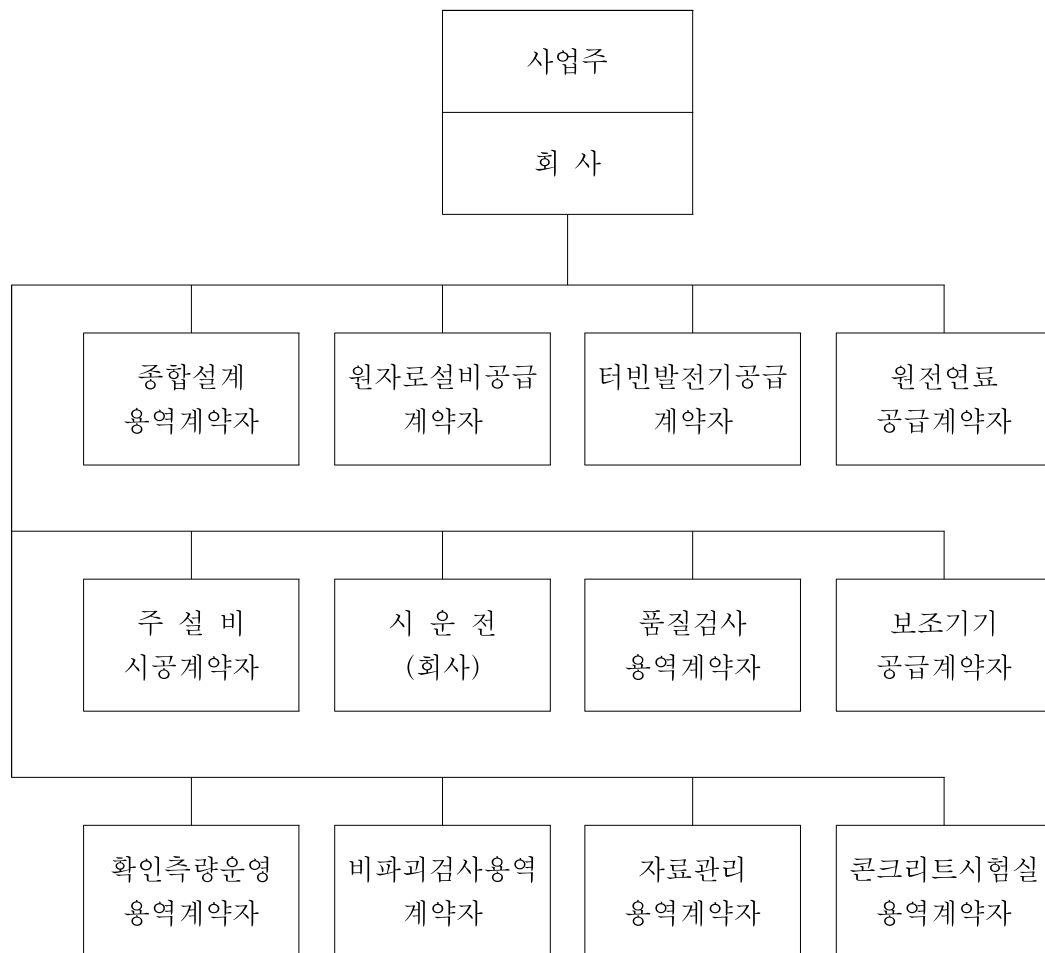 사업주
회 사
종합설계
용역계약자
원자로설비공급
계약자
터빈발전기공급
계약자
원전연료
공급계약자
주 설 비
시공계약자
시 운 전
(회사)
품질검사
용역계약자
보조기기
공급계약자
확인측량운영
용역계약자
비파괴검사용역
계약자
자료관리
용역계약자
콘크리트시험실
용역계약자